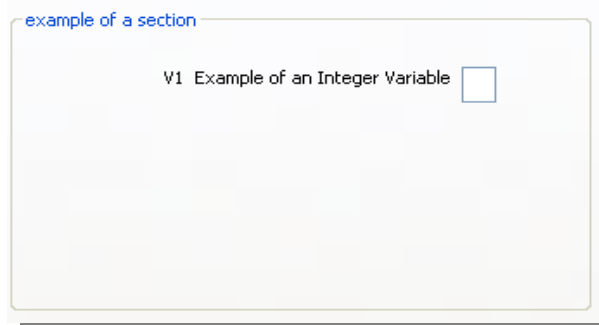 example of a section
V1 Example of an Integer Variable